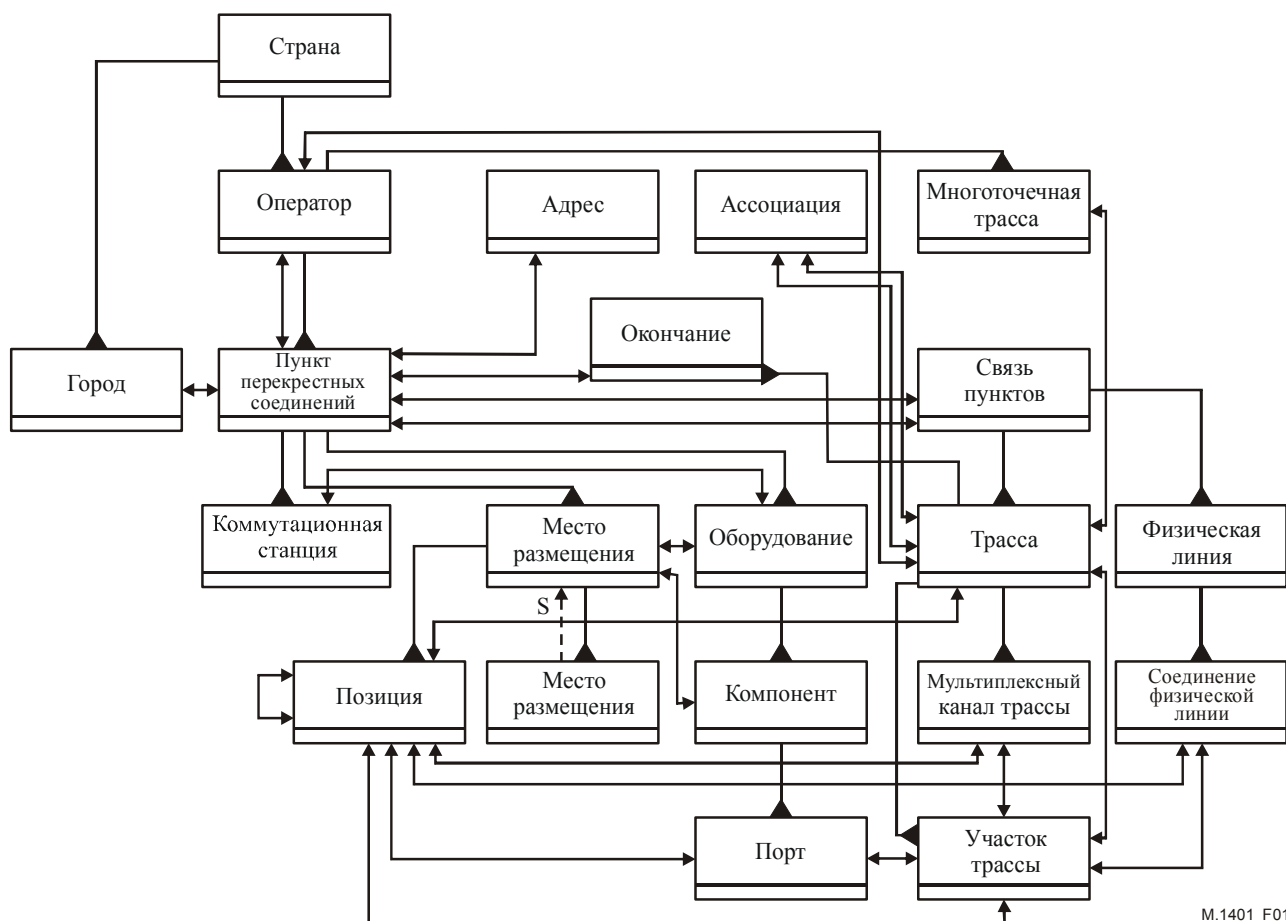 Страна
Оператор
Адрес
Ассоциация
Многоточечная
трасса
Окончание
Город
Пункт
перекрестных
соединений
Связь
пунктов
Коммутационная
станция
Место
размещения
Оборудование
Трасса
Физическая
линия
S
Позиция
Место
размещения
Компонент
Мультиплексный
канал трассы
Соединение
физической
линии
Порт
Участок
трассы
M.1401_F01